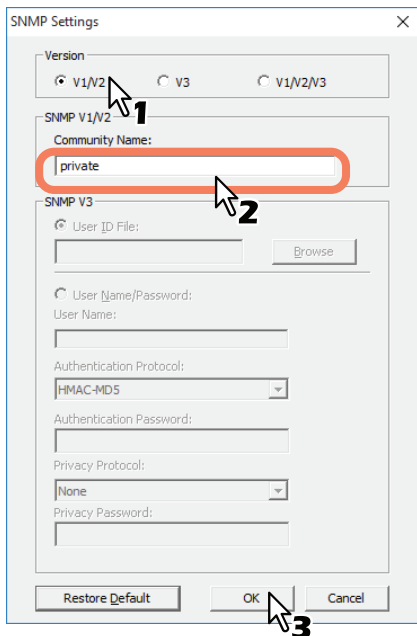 SNMP Settings
Version
V1/V2 V3 V1/V2/V3
1
SNMP V1/V2
Community Name:
private
2
SNMP V3
User ID File:
Browse
User Name/Password:
User Name:
Authentication Protocol:
HMAC-MD5
Authentication Password:
Privacy Protocol:
None
Privacy Password:
Restore Default OK Cancel
3